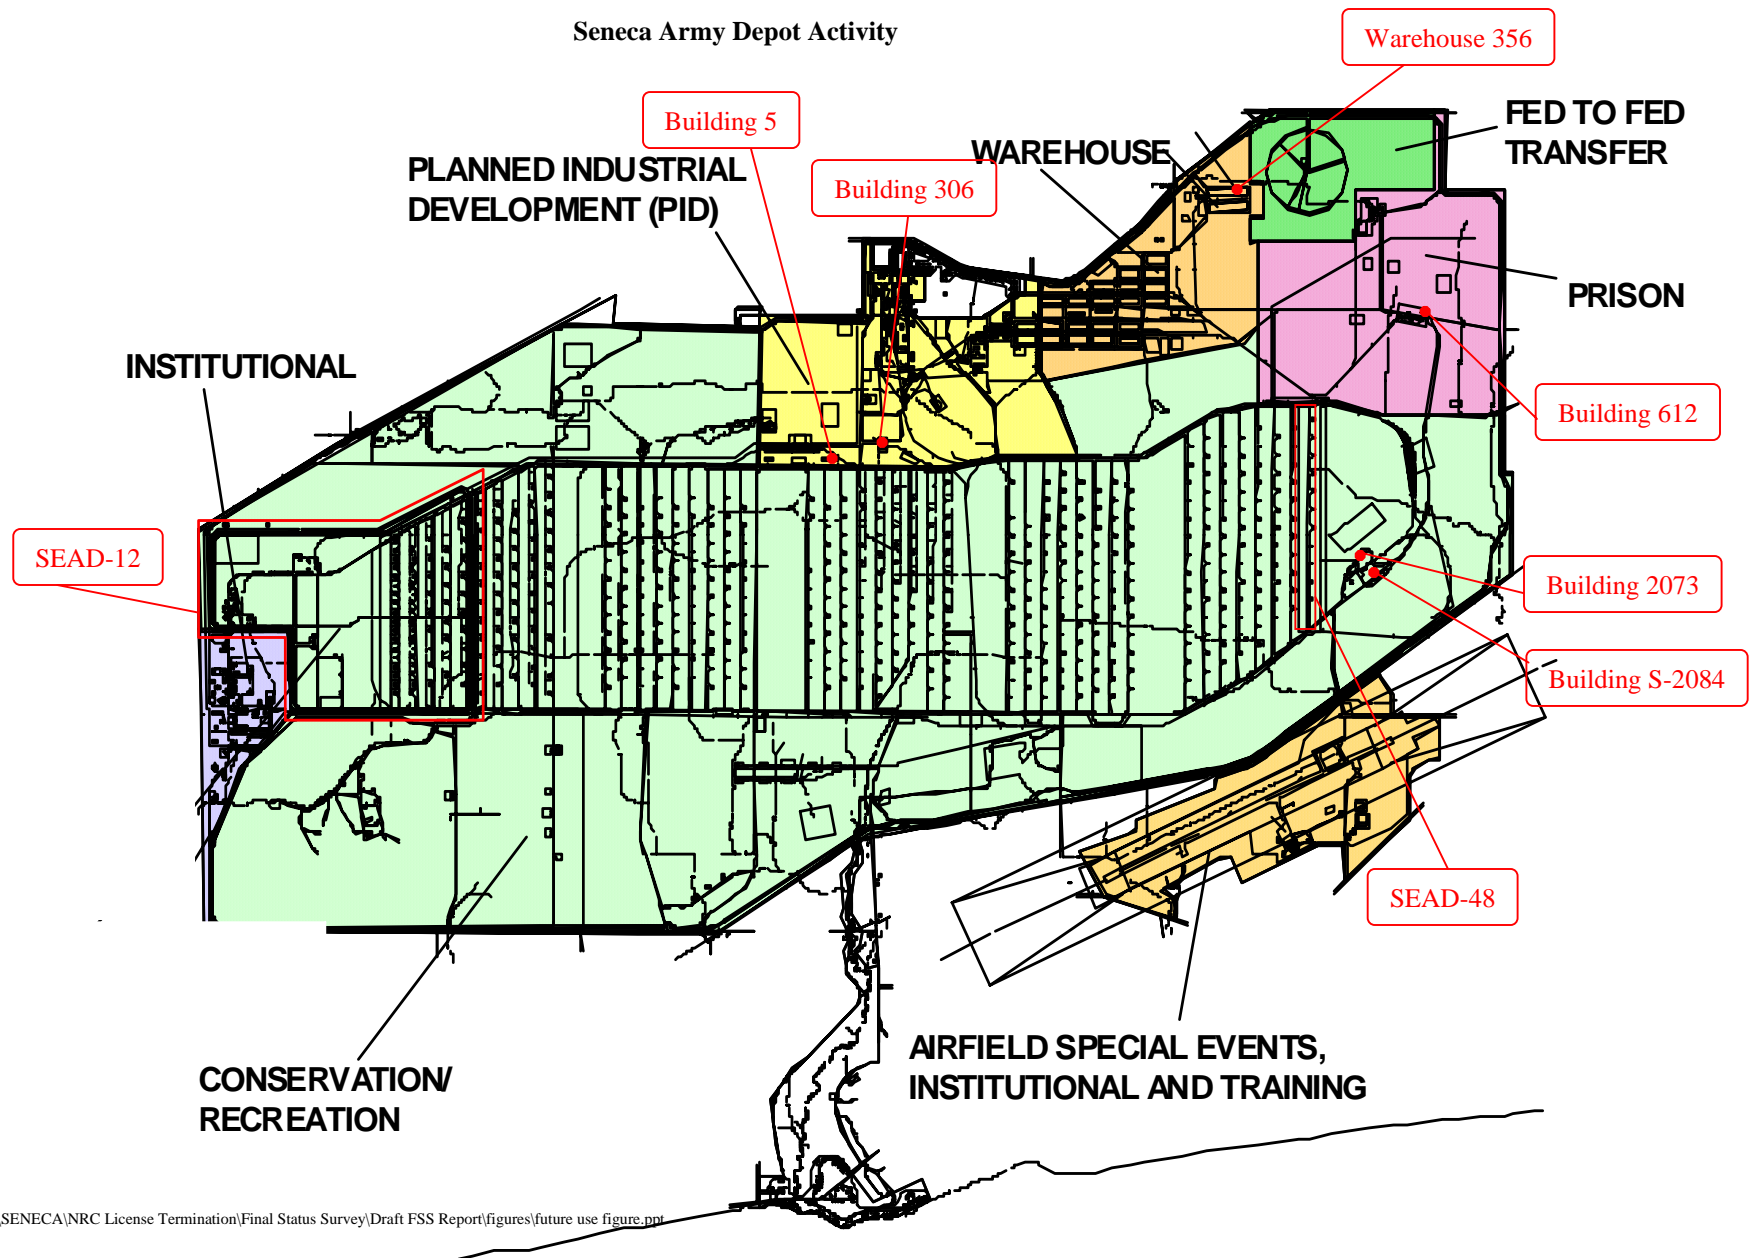 Seneca Army Depot Activity
Warehouse 356
Building 5
FED TO FED
TRANSFER
WAREHOUSE
PLANNED INDUSTRIAL
DEVELOPMENT (PID)
Building 306
PRISON
INSTITUTIONAL
Building 612
SEAD-12
Building 2073
Building S-2084
SEAD-48
AIRFIELD SPECIAL EVENTS,
INSTITUTIONAL AND TRAINING
CONSERVATION/
RECREATION
\SENECA\NRC License Termination\Final Status Survey\Draft FSS Report\figures\future use figure.ppt